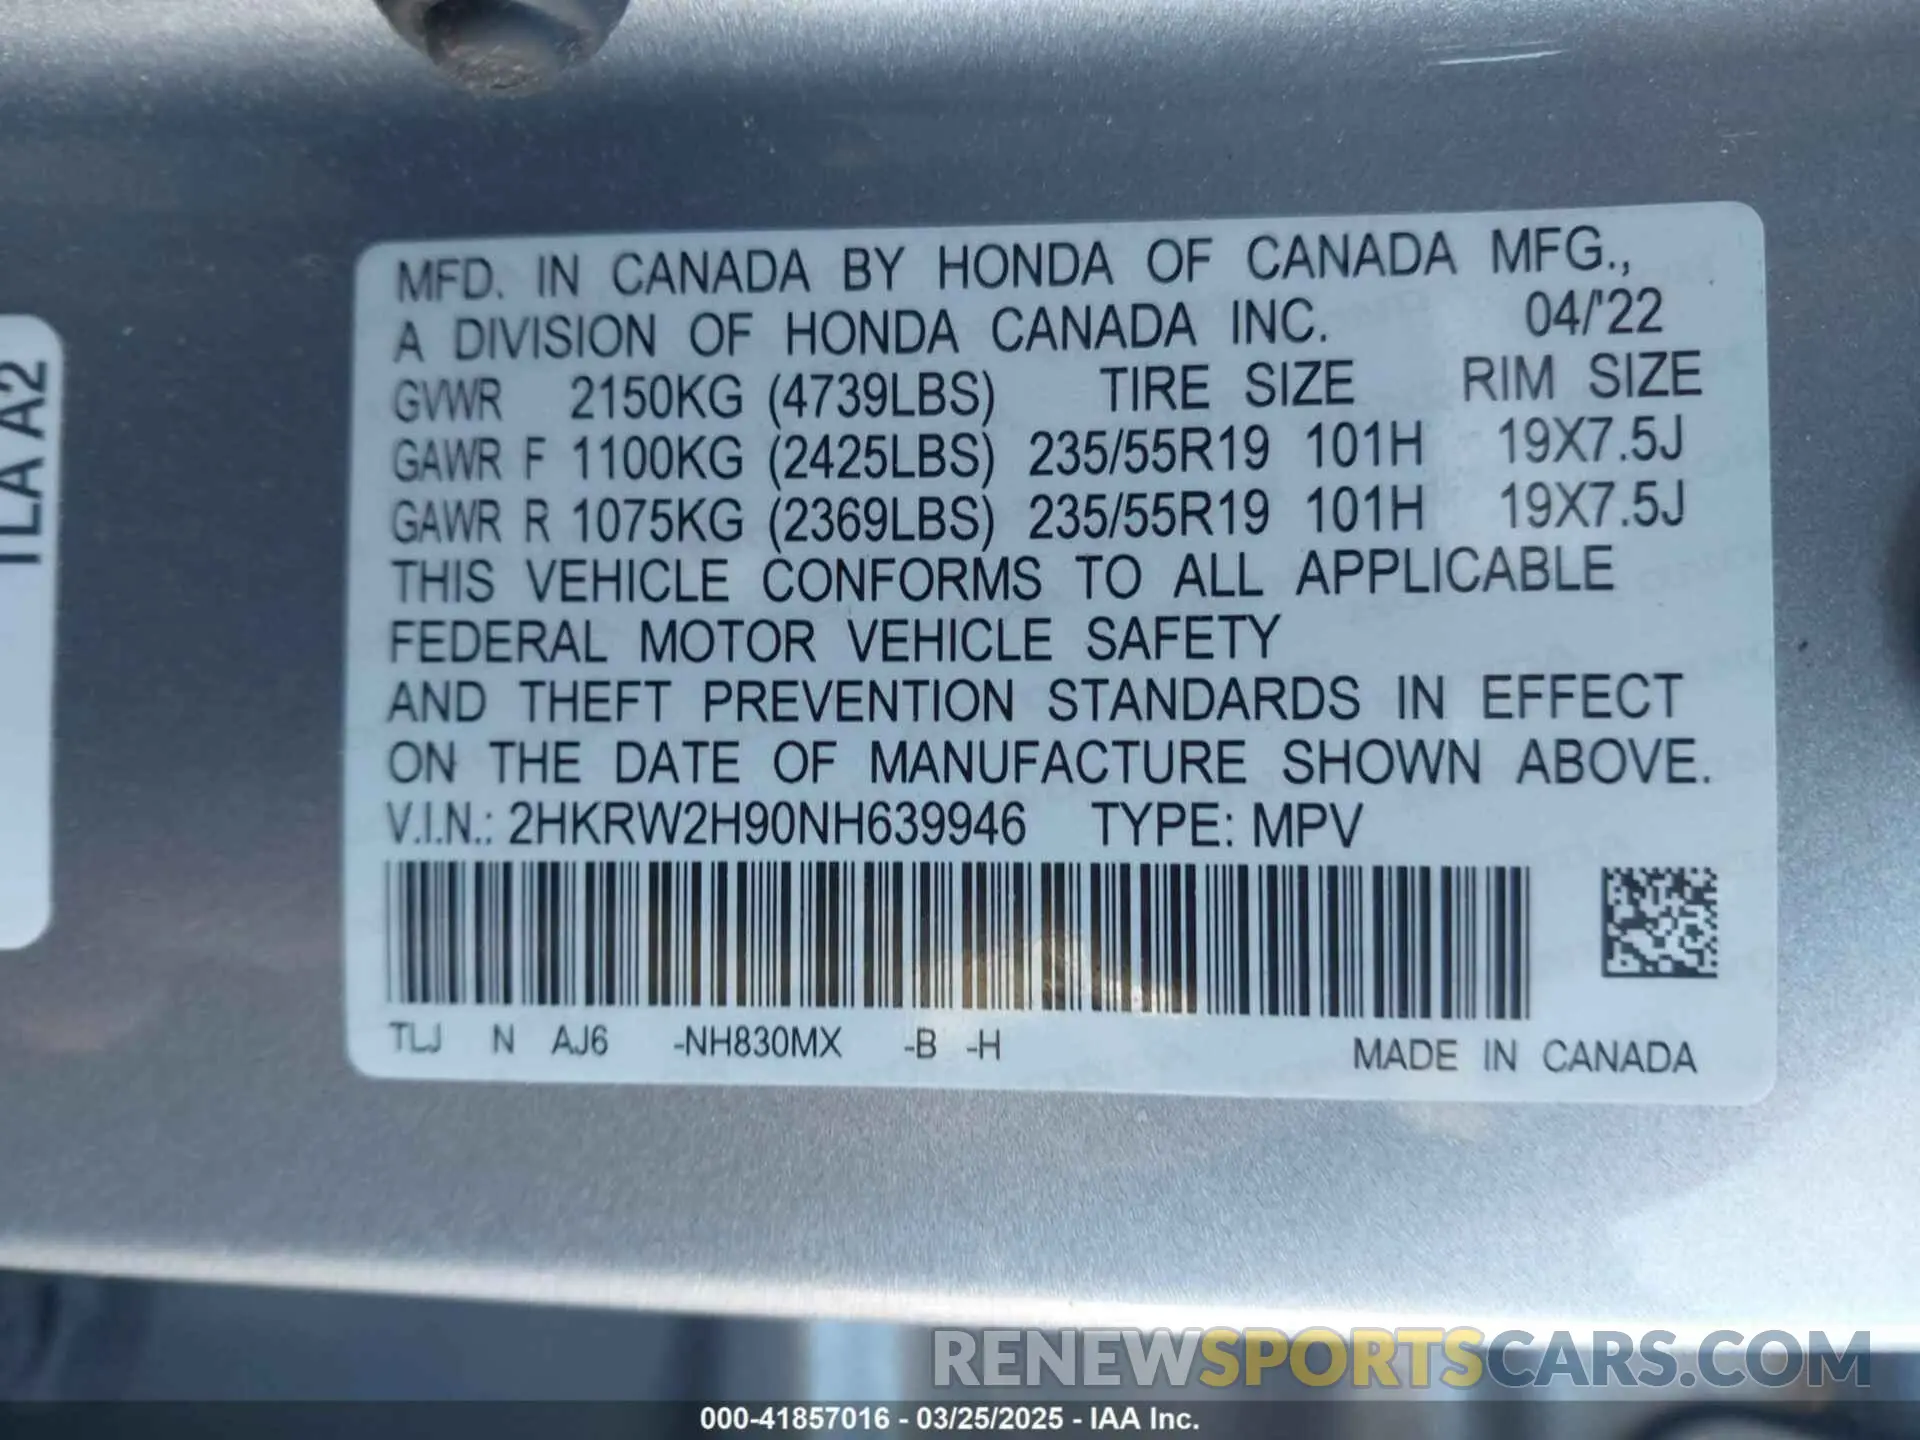 MFD. IN CANADA BY HONDA OF CANADA MFG.,
A DIVISION OF HONDA CANADA INC. 04/'22
GVWR 2150KG (4739LBS) TIRE SIZE RIM SIZE
GAWR F 1100KG (2425LBS) 235/55R19 101H 19X7.5J
GAWR R 1075KG (2369LBS) 235/55R19 101H 19X7.5J
THIS VEHICLE CONFORMS TO ALL APPLICABLE
FEDERAL MOTOR VEHICLE SAFETY
AND THEFT PREVENTION STANDARDS IN EFFECT
ON THE DATE OF MANUFACTURE SHOWN ABOVE.
V.I.N.: 2HKRW2H90NH639946 TYPE: MPV
TLJ N AJ6 -NH830MX -B -H MADE IN CANADA
TLA A2
RENEWSPORTSCARS.COM
000-41857016 - 03/25/2025 - IAA Inc.